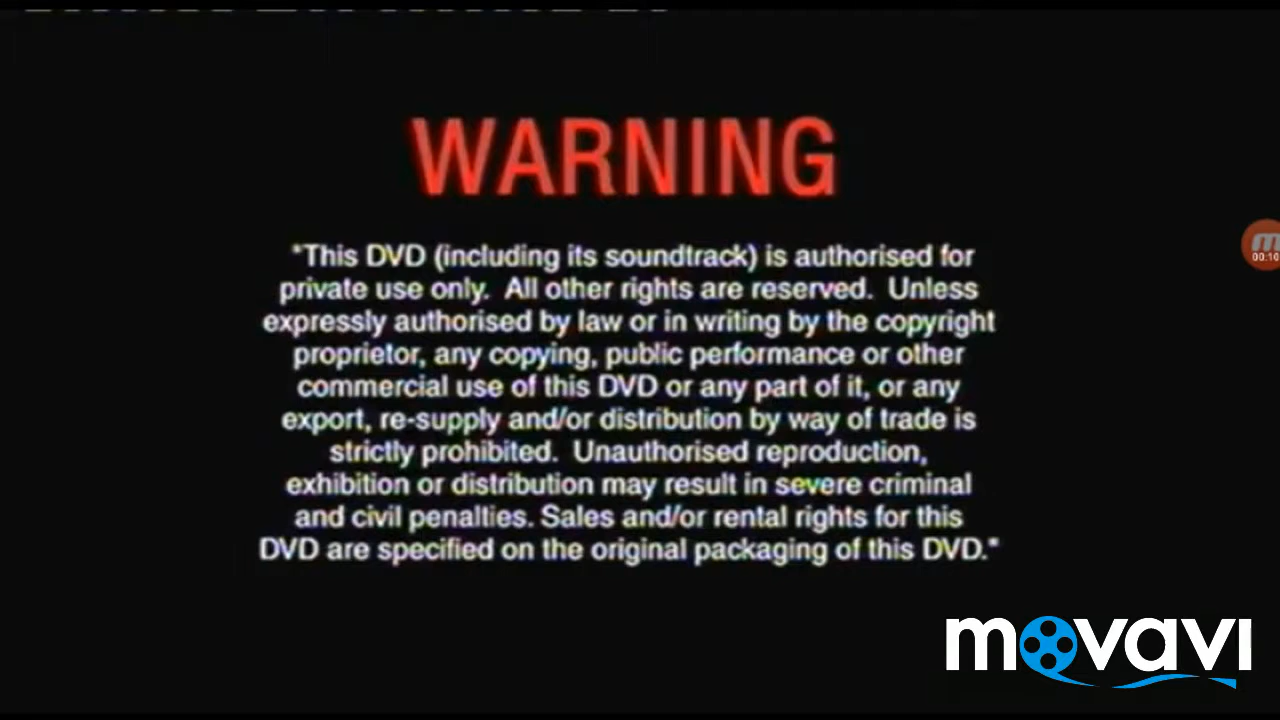 WARNING
"This DVD (including its soundtrack) is authorised for
private use only. All other rights are reserved. Unless
expressly authorised by law or in writing by the copyright
proprietor, any copying, public performance or other
commercial use of this DVD or any part of it, or any
export, re-supply and/or distribution by way of trade is
strictly prohibited. Unauthorised reproduction,
exhibition or distribution may result in severe criminal
and civil penalties. Sales and/or rental rights for this
DVD are specified on the original packaging of this DVD."
00:10
movavi